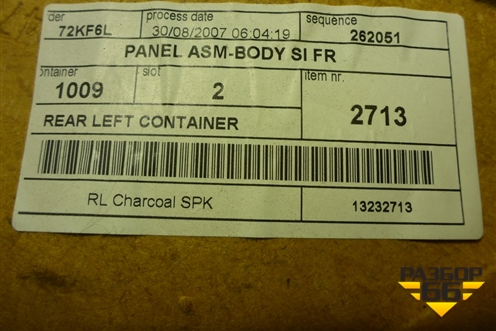 der process date sequence
72KF6L 30/08/2007 06:04:19 262051
PANEL ASM-BODY SI FR
ontainer slot item nr.
1009 2 2713
REAR LEFT CONTAINER
RL Charcoal SPK 13232713
РАЗБОР
66